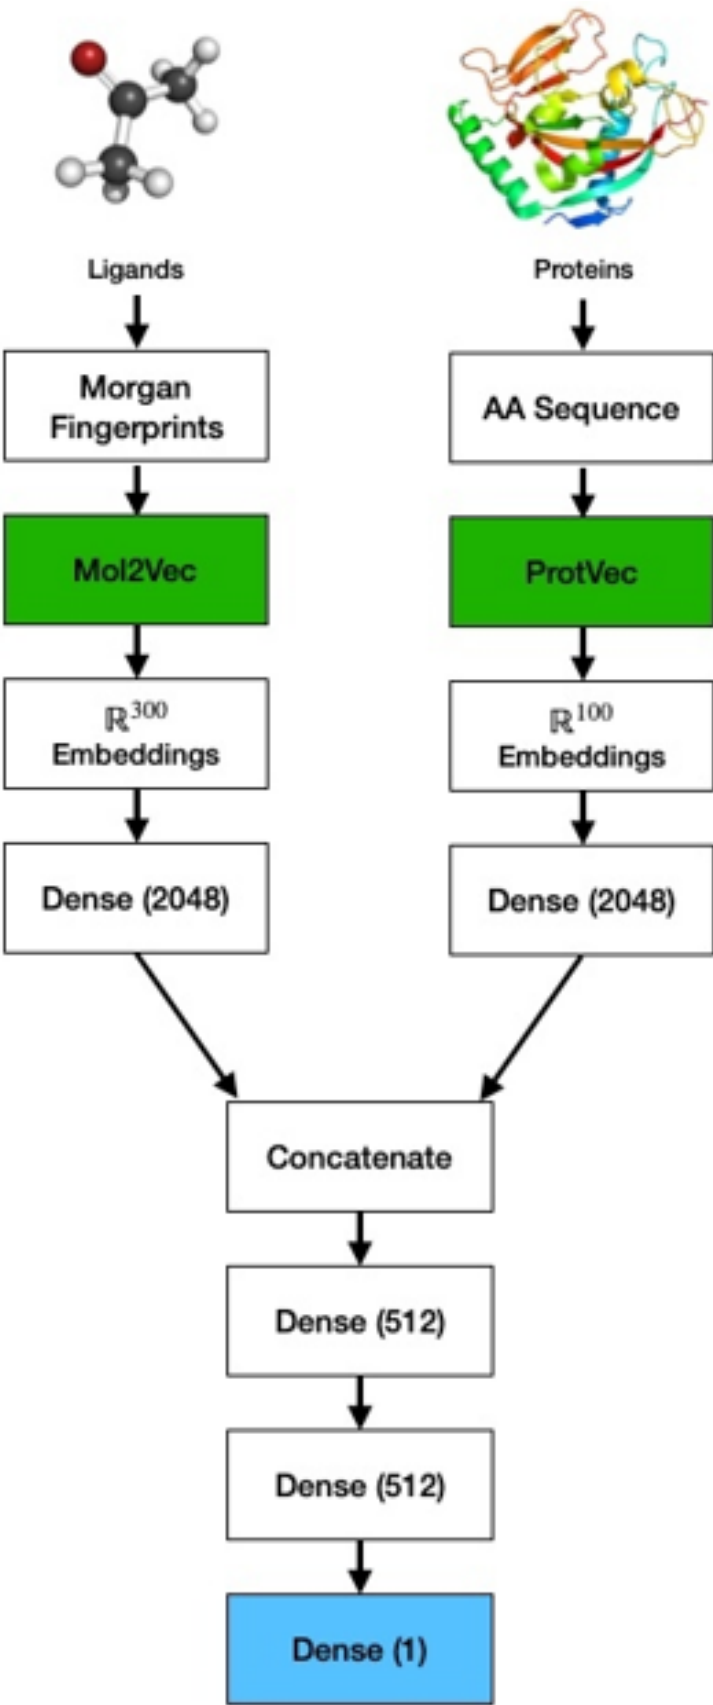 Ligands
Proteins
Morgan
Fingerprints
AA Sequence
Mol2Vec
ProtVec
ℝ³⁰⁰
Embeddings
ℝ¹⁰⁰
Embeddings
Dense (2048)
Dense (2048)
Concatenate
Dense (512)
Dense (512)
Dense (1)